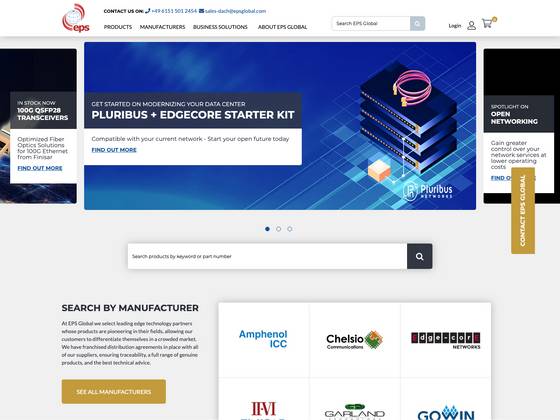 eps
CONTACT US ON: +49 6151 501 2454 sales-dach@epsglobal.com
PRODUCTS MANUFACTURERS BUSINESS SOLUTIONS ABOUT EPS GLOBAL
Search EPS Global
Login
0
IN STOCK NOW
100G QSFP28
TRANSCEIVERS
Optimized Fiber
Optics Solutions
for 100G Ethernet
from Finisar
FIND OUT MORE
GET STARTED ON MODERNIZING YOUR DATA CENTER
PLURIBUS + EDGECORE STARTER KIT
Compatible with your current network - Start your open future today
FIND OUT MORE
Pluribus
NETWORKS
SPOTLIGHT ON
OPEN
NETWORKING
Gain greater
control over your
network services at
lower operating
costs
FIND OU
CONTACT EPS GLOBAL
Search products by keyword or part number
SEARCH BY MANUFACTURER
At EPS Global we select leading edge technology partners
whose products are pioneering in their fields, allowing our
customers to differentiate themselves in a crowded market.
We have franchised distribution agreements in place with all
of our suppliers, ensuring traceability, a full range of genuine
products, and the best technical advice.
SEE ALL MANUFACTURERS
Amphenol
ICC
Chelsio
Communications
Edge-corE
NETWORKS
II-VI
GARLAND
GOWIN